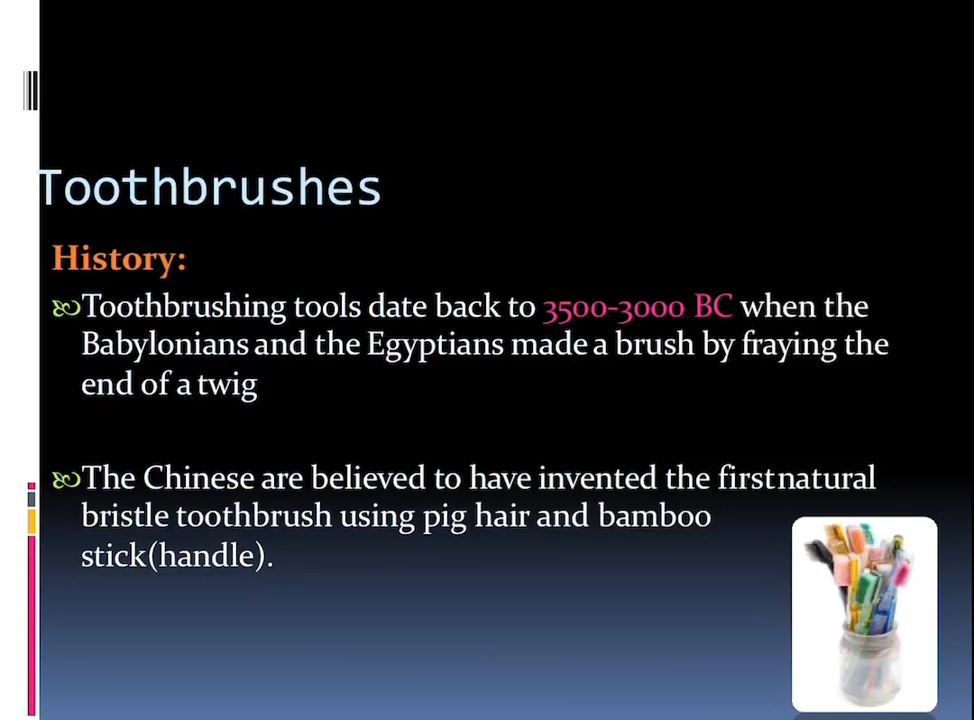 Toothbrushes
History:
Toothbrushing tools date back to 3500-3000 BC when the
Babylonians and the Egyptians made a brush by fraying the
end of a twig
The Chinese are believed to have invented the first natural
bristle toothbrush using pig hair and bamboo
stick(handle).